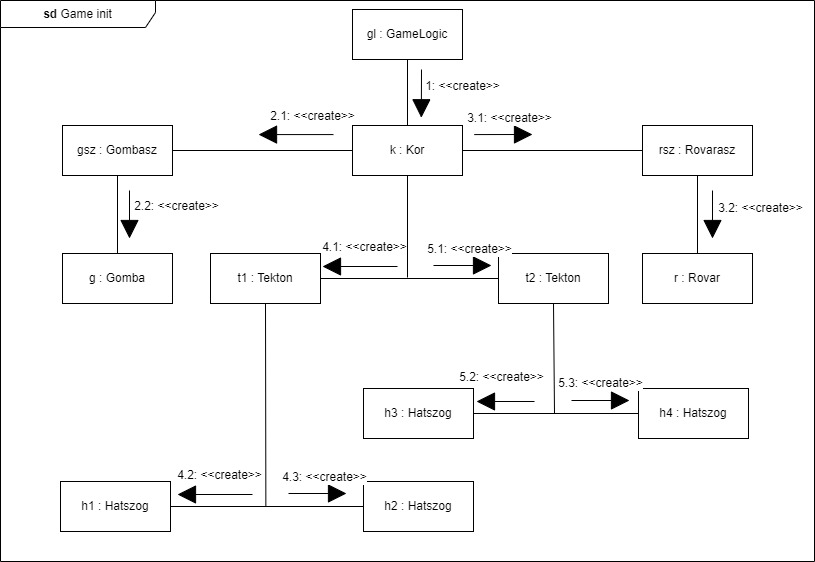 sd Game init
gl : GameLogic
1: <<create>>
2.1: <<create>>
3.1: <<create>>
gsz : Gombasz
k : Kor
rsz : Rovarasz
2.2: <<create>>
3.2: <<create>>
4.1: <<create>>
5.1: <<create>>
g : Gomba
t1 : Tekton
t2 : Tekton
r : Rovar
5.2: <<create>>
5.3: <<create>>
h3 : Hatszog
h4 : Hatszog
4.2: <<create>>
4.3: <<create>>
h1 : Hatszog
h2 : Hatszog